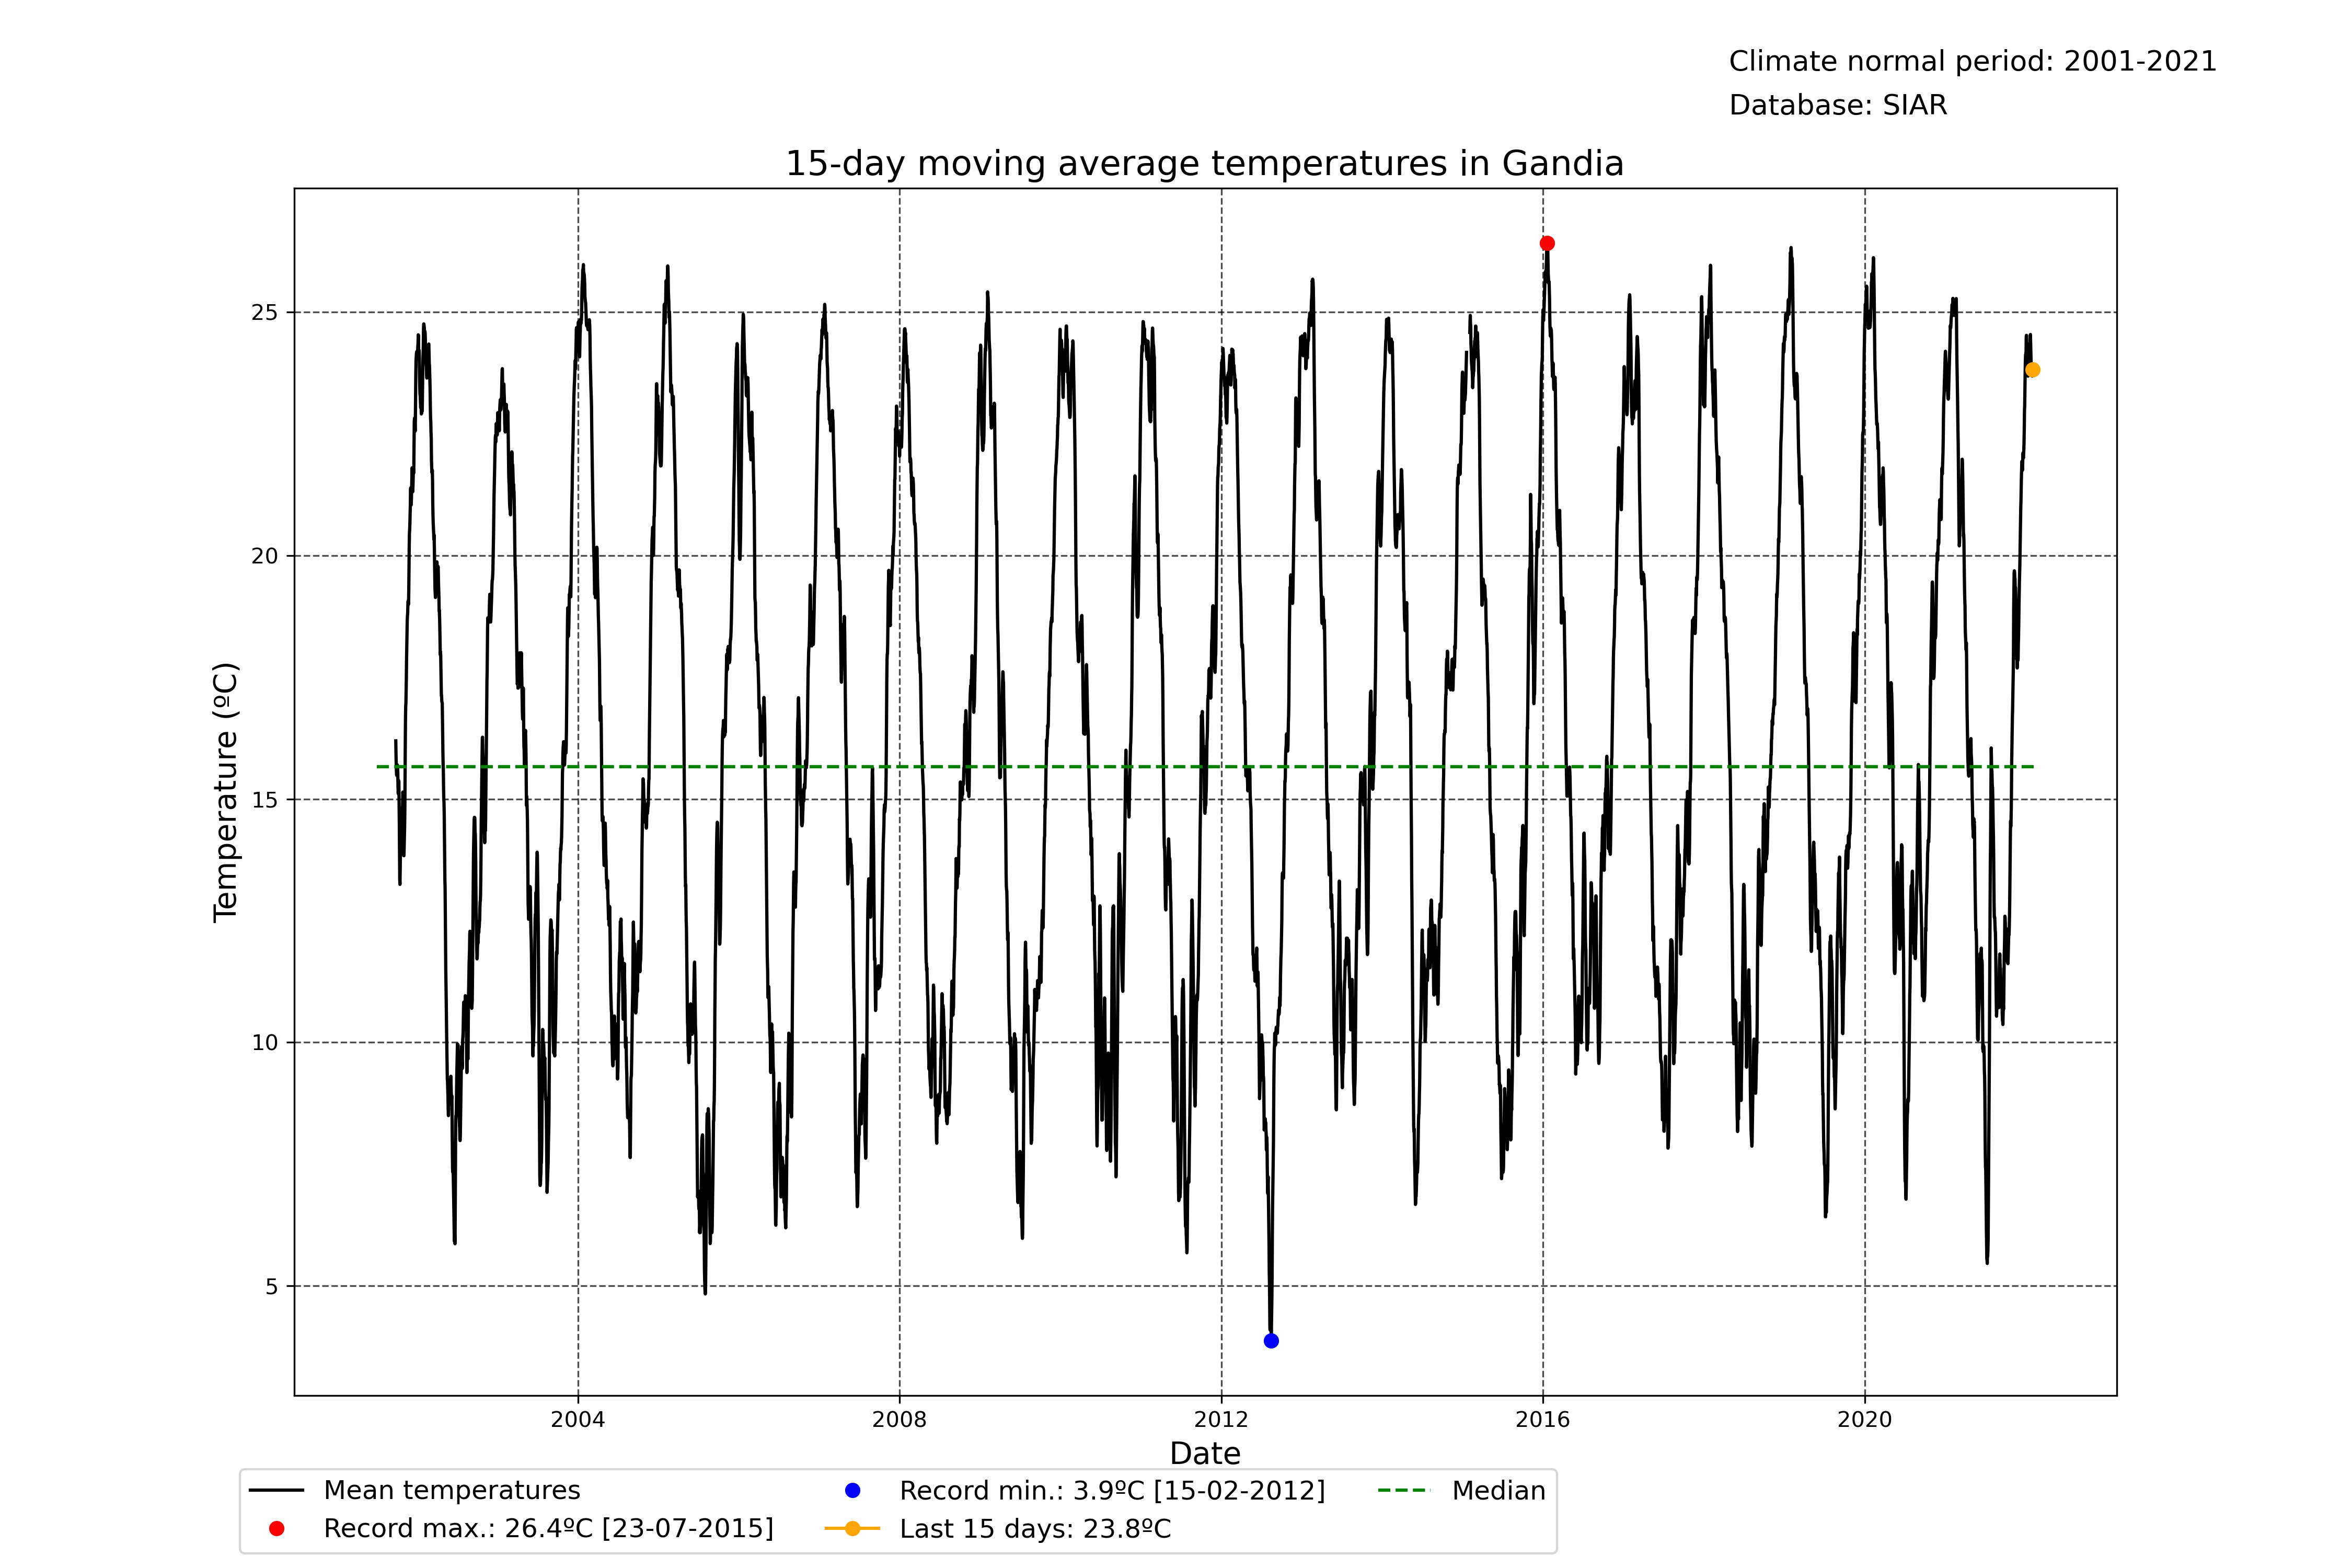 Climate normal period: 2001-2021
Database: SIAR
15-day moving average temperatures in Gandia
25
20
15
10
5
Temperature (ºC)
2004 2008 2012 2016 2020
Date
Mean temperatures
Record max.: 26.4ºC [23-07-2015]
Record min.: 3.9ºC [15-02-2012]
Last 15 days: 23.8ºC
Median